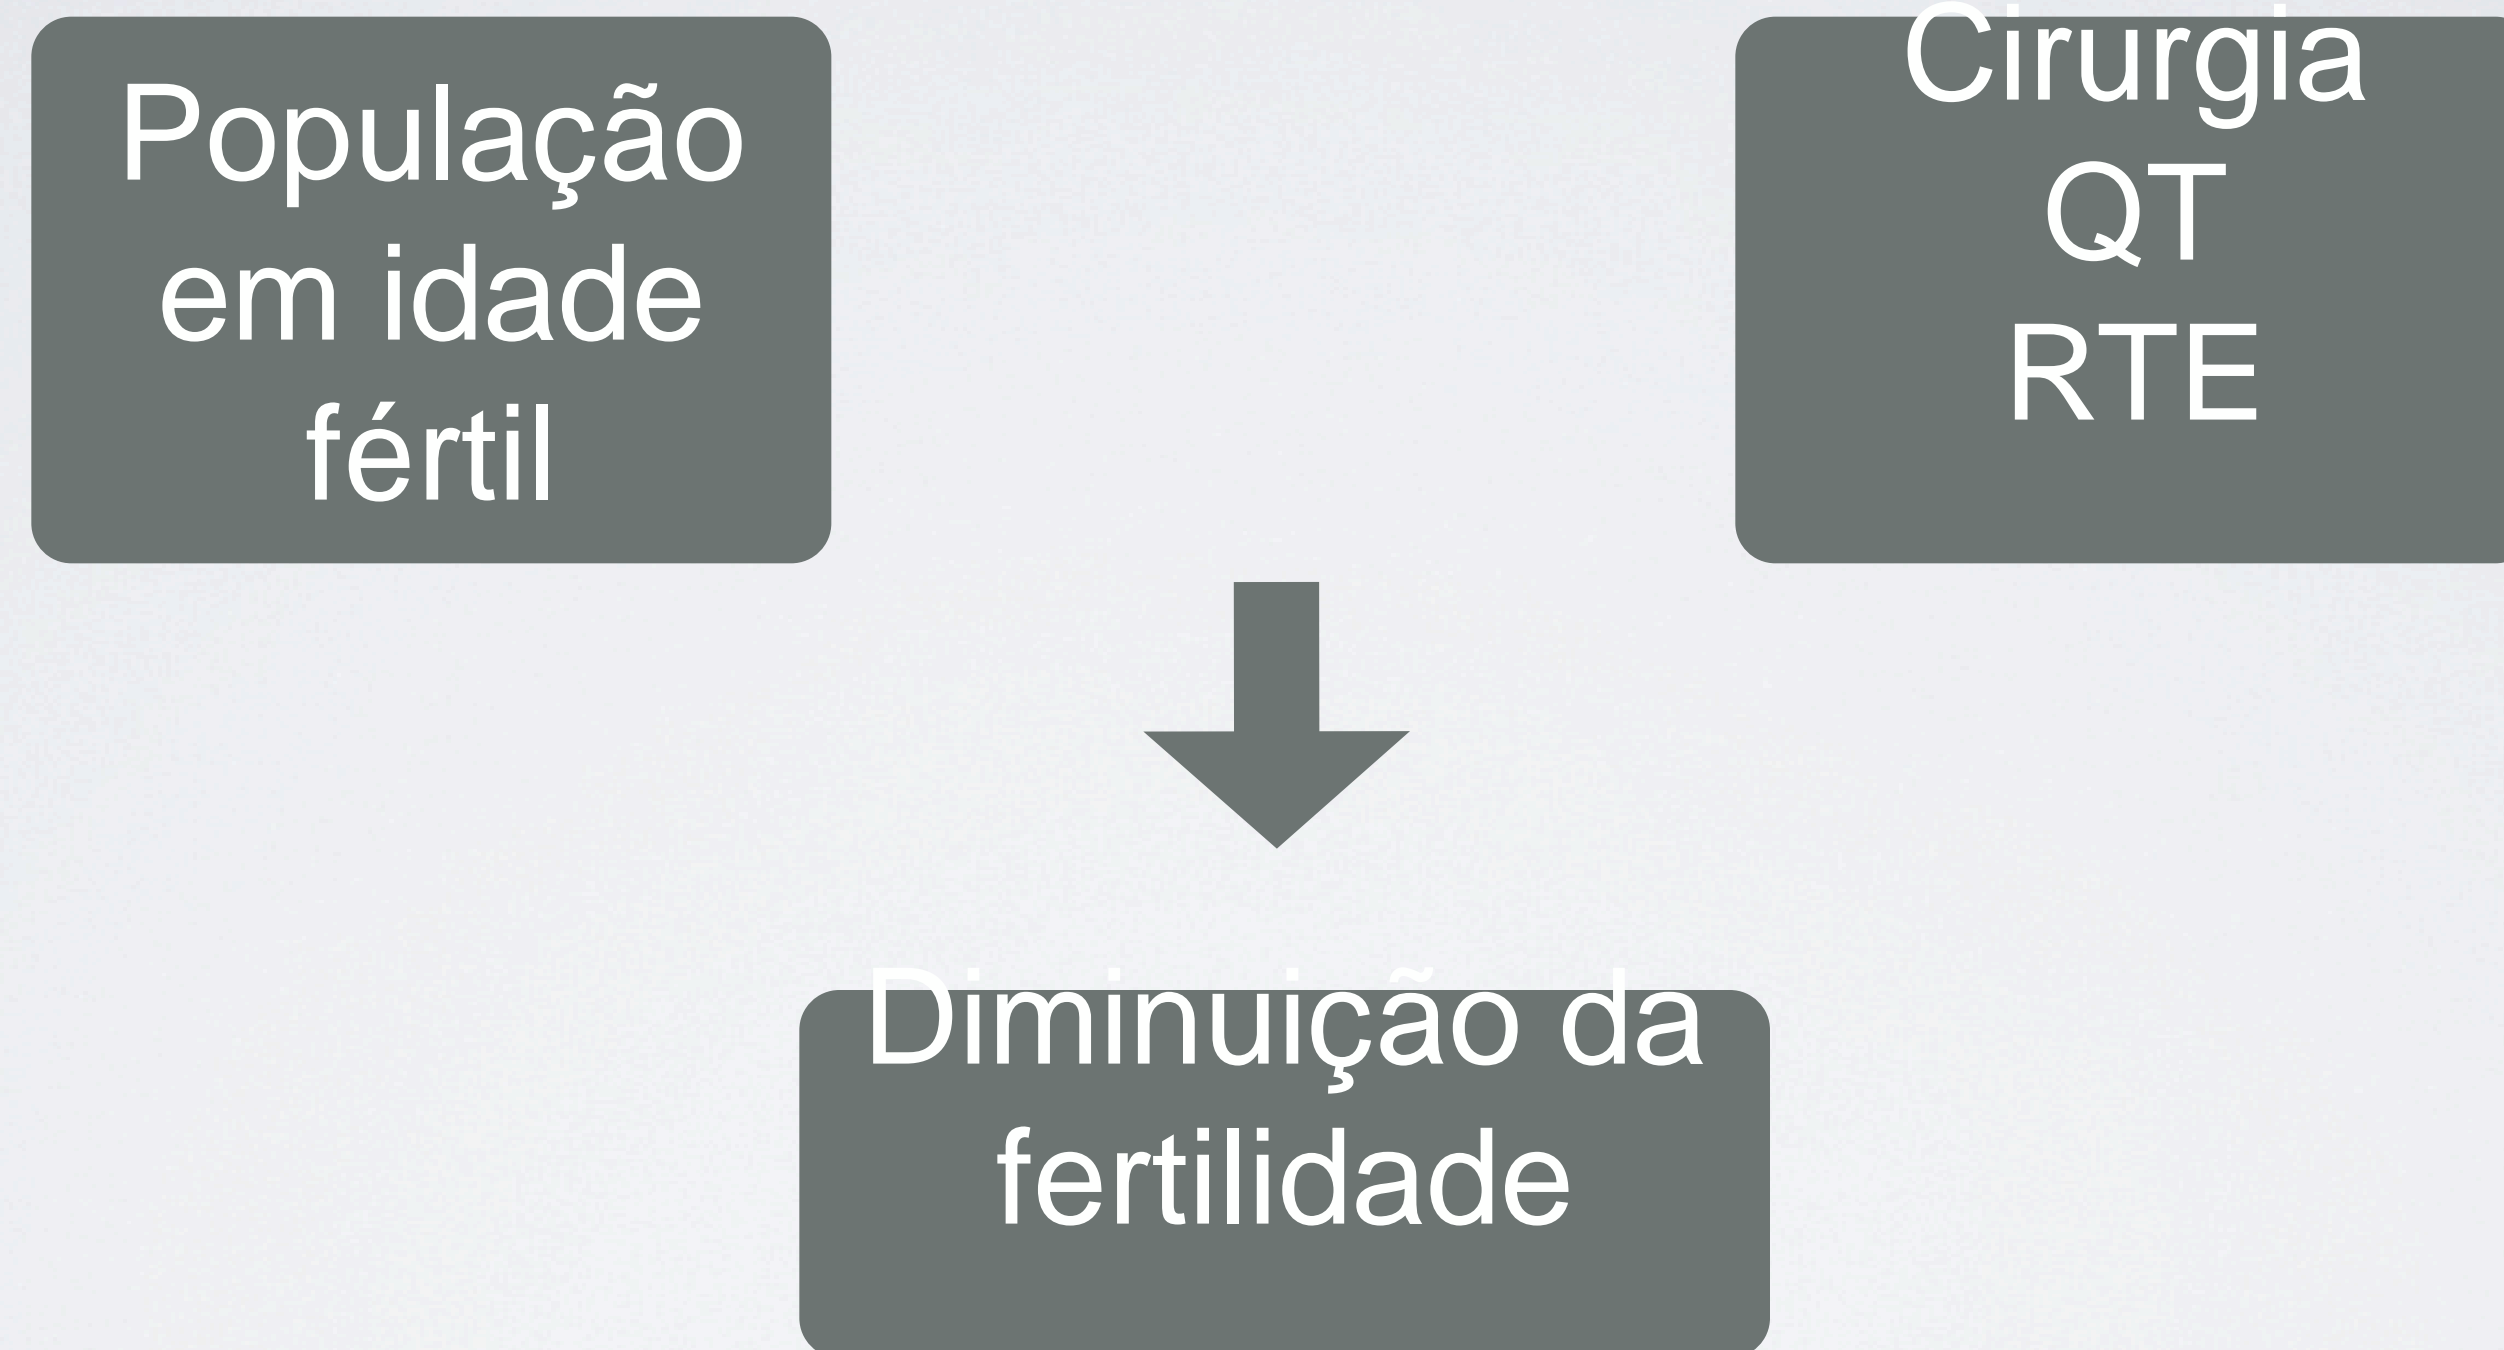 População
em idade
fértil
Cirurgia
QT
RTE
Diminuição da
fertilidade